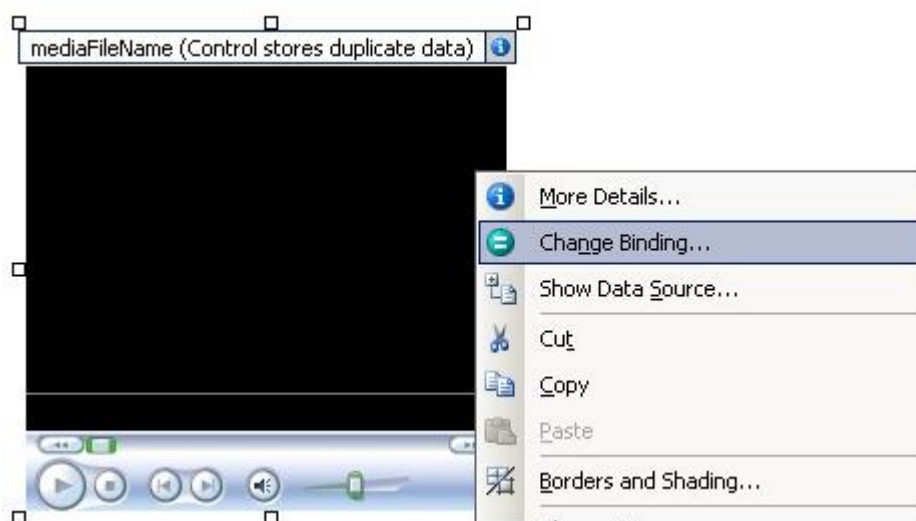 mediaFileName (Control stores duplicate data)
More Details...
Change Binding...
Show Data Source...
Cut
Copy
Paste
Borders and Shading...